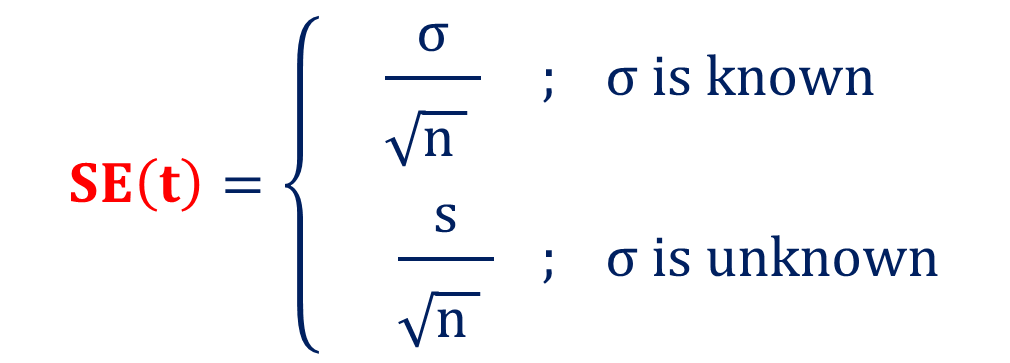 SE(t) = { σ / √n ; σ is known
s / √n ; σ is unknown